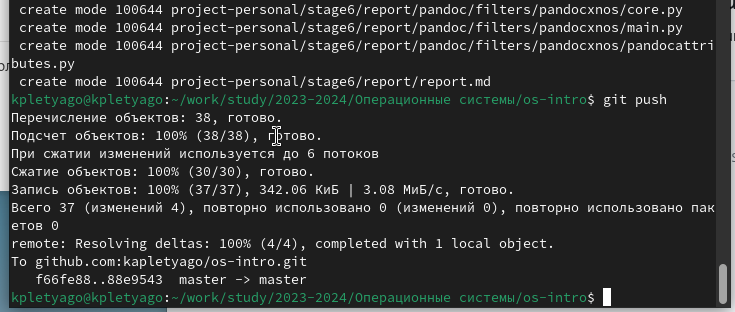 create mode 100644 project-personal/stage6/report/pandoc/filters/pandocxnos/core.py
create mode 100644 project-personal/stage6/report/pandoc/filters/pandocxnos/main.py
create mode 100644 project-personal/stage6/report/pandoc/filters/pandocxnos/pandocattri
butes.py
create mode 100644 project-personal/stage6/report/report.md
kpletyago@kpletyago:~/work/study/2023-2024/Операционные системы/os-intro$ git push
Перечисление объектов: 38, готово.
Подсчет объектов: 100% (38/38), готово.
При сжатии изменений используется до 6 потоков
Сжатие объектов: 100% (30/30), готово.
Запись объектов: 100% (37/37), 342.06 КиБ | 3.08 МиБ/с, готово.
Всего 37 (изменений 4), повторно использовано 0 (изменений 0), повторно использовано пак
етов 0
remote: Resolving deltas: 100% (4/4), completed with 1 local object.
To github.com:kapletyago/os-intro.git
f66fe88..88e9543 master -> master
kpletyago@kpletyago:~/work/study/2023-2024/Операционные системы/os-intro$